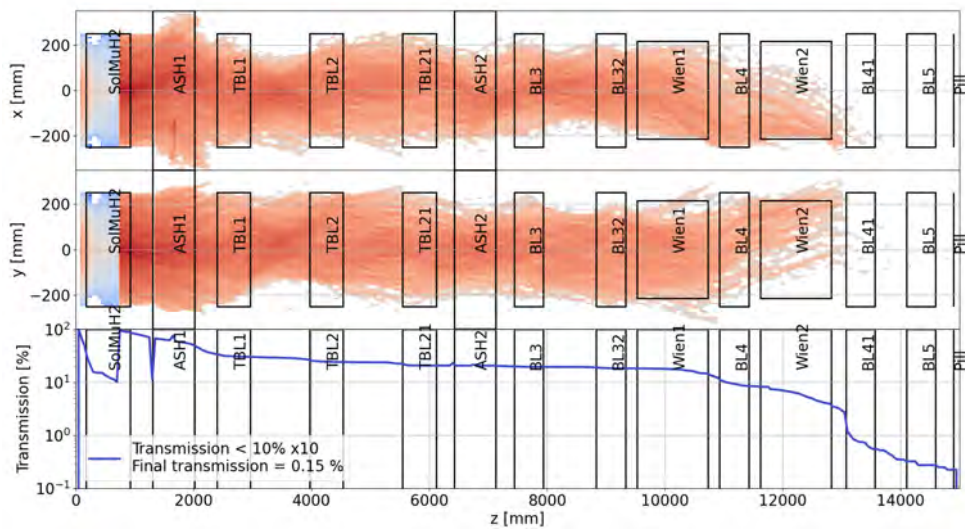 x [mm]
200
0
−200
SolMuH2
ASH1
TBL1
TBL2
TBL21
ASH2
BL3
BL32
Wien1
BL4
Wien2
BL41
BL5
Pill
y [mm]
200
0
−200
SolMuH2
ASH1
TBL1
TBL2
TBL21
ASH2
BL3
BL32
Wien1
BL4
Wien2
BL41
BL5
Pill
Transmission [%]
10²
10¹
10⁰
10⁻¹
SolMuH2
ASH1
TBL1
TBL2
TBL21
ASH2
BL3
BL32
Wien1
BL4
Wien2
BL41
BL5
Pill
Transmission < 10% x10
Final transmission = 0.15 %
0 2000 4000 6000 8000 10000 12000 14000
z [mm]